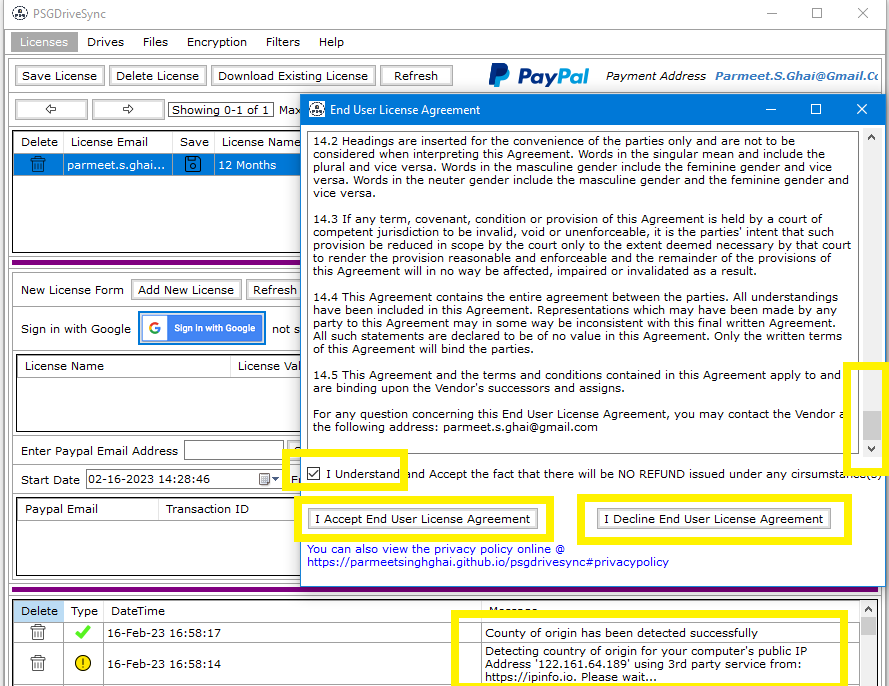 PSGDriveSync
Licenses Drives Files Encryption Filters Help
Save License Delete License Download Existing License Refresh PayPal Payment Address Parmeet.S.Ghai@Gmail.Co
Showing 0-1 of 1 Max
Delete License Email Save License Name
parmeet.s.ghai... 12 Months
New License Form Add New License Refresh
Sign in with Google G Sign in with Google not s
License Name License Val
Enter Paypal Email Address
Start Date 02-16-2023 14:28:46
Paypal Email Transaction ID
End User License Agreement
14.2 Headings are inserted for the convenience of the parties only and are not to be
considered when interpreting this Agreement. Words in the singular mean and include the
plural and vice versa. Words in the masculine gender include the feminine gender and vice
versa. Words in the neuter gender include the masculine gender and the feminine gender and
vice versa.
14.3 If any term, covenant, condition or provision of this Agreement is held by a court of
competent jurisdiction to be invalid, void or unenforceable, it is the parties' intent that such
provision be reduced in scope by the court only to the extent deemed necessary by that court
to render the provision reasonable and enforceable and the remainder of the provisions of
this Agreement will in no way be affected, impaired or invalidated as a result.
14.4 This Agreement contains the entire agreement between the parties. All understandings
have been included in this Agreement. Representations which may have been made by any
party to this Agreement may in some way be inconsistent with this final written Agreement.
All such statements are declared to be of no value in this Agreement. Only the written terms
of this Agreement will bind the parties.
14.5 This Agreement and the terms and conditions contained in this Agreement apply to and
are binding upon the Vendor's successors and assigns.
For any question concerning this End User License Agreement, you may contact the Vendor a
the following address: parmeet.s.ghai@gmail.com
I Understand and Accept the fact that there will be NO REFUND issued under any cirsumstance(s)
I Accept End User License Agreement I Decline End User License Agreement
You can also view the privacy policy online @
https://parmeetsinghghai.github.io/psgdrivesync#privacypolicy
Delete Type DateTime Message
16-Feb-23 16:58:17 County of origin has been detected successfully
16-Feb-23 16:58:14 Detecting country of origin for your computer's public IP
Address '122.161.64.189' using 3rd party service from:
https://ipinfo.io. Please wait...